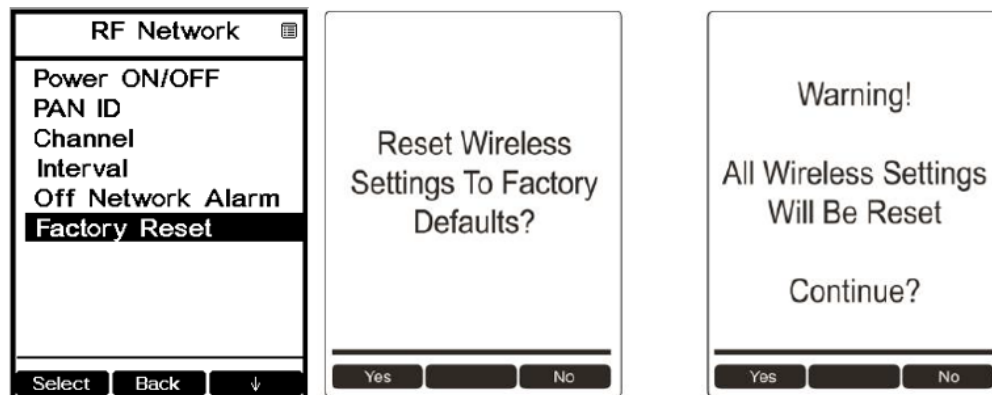 RF Network
Power ON/OFF
PAN ID
Channel
Interval
Off Network Alarm
Factory Reset
Select Back ↓
Reset Wireless
Settings To Factory
Defaults?
Yes No
Warning!
All Wireless Settings
Will Be Reset
Continue?
Yes No